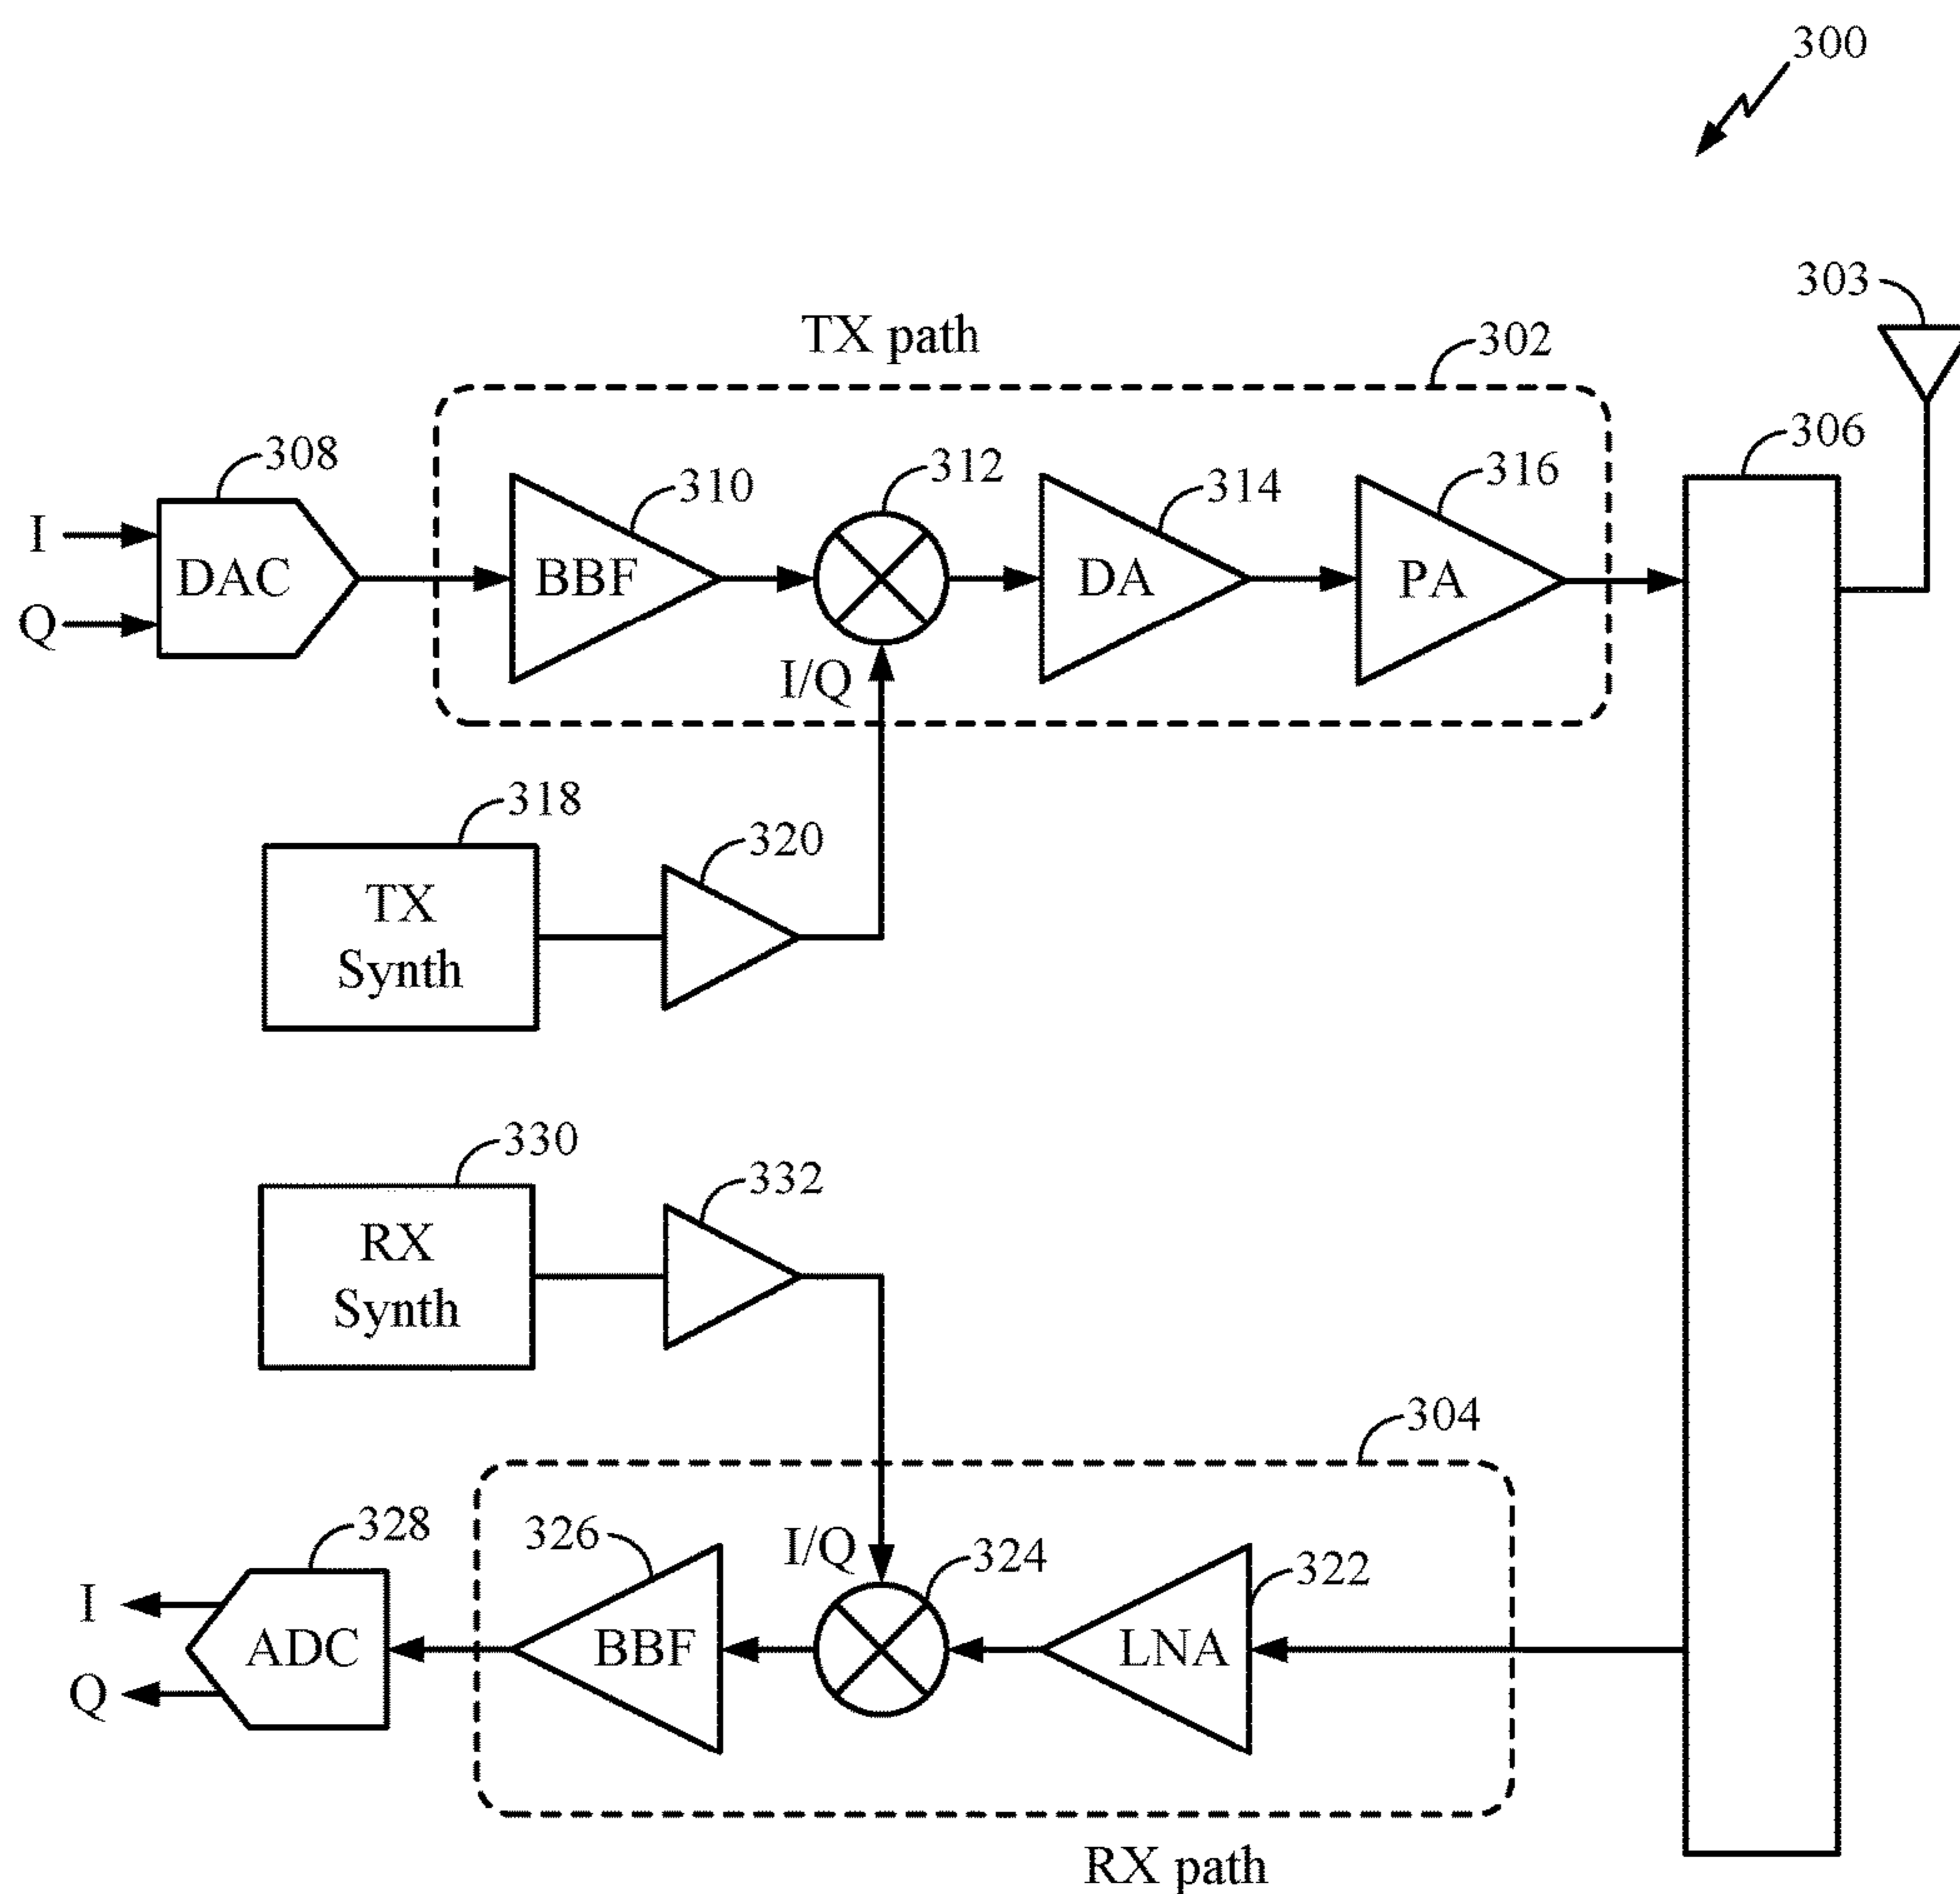 300
303
TX path
302
306
308
310
312
314
316
I
Q
DAC
BBF
DA
PA
I/Q
318
320
TX
Synth
330
332
RX
Synth
304
328
326
I/Q
324
322
I
Q
ADC
BBF
LNA
RX path